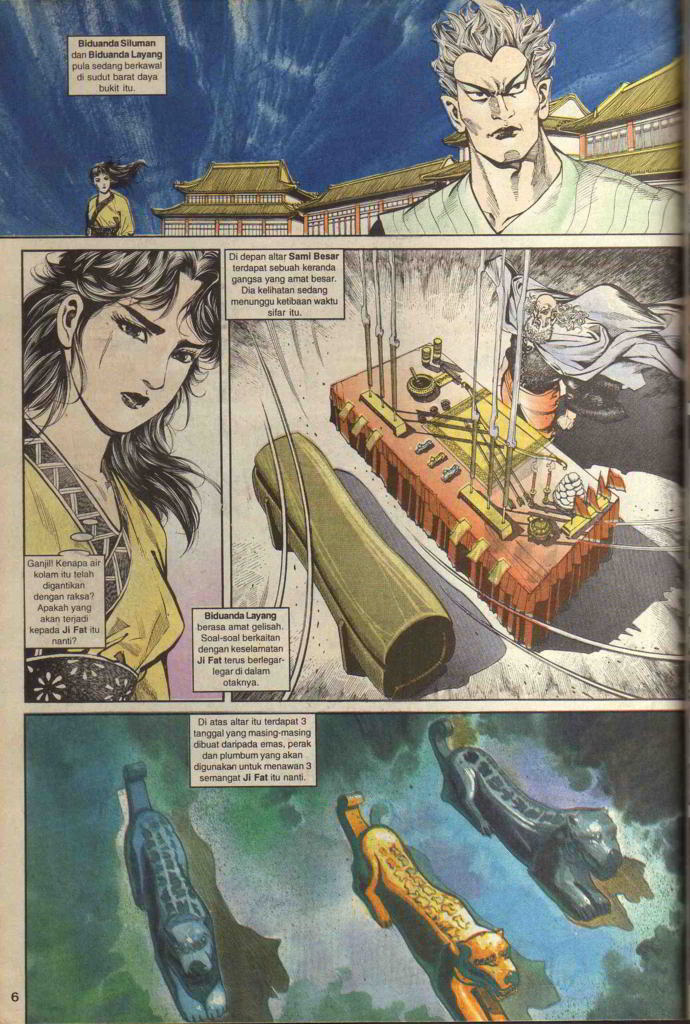 Biduanda Siluman
dan Biduanda Layang
pula sedang berkawal
di sudut barat daya
bukit itu.
Di depan altar Sami Besar
terdapat sebuah keranda
gangsa yang amat besar.
Dia kelihatan sedang
menunggu ketibaan waktu
sifar itu.
Ganjil! Kenapa air
kolam itu telah
digantikan
dengan raksa?
Apakah yang
akan terjadi
kepada Ji Fat itu
nanti?
Biduanda Layang
berasa amat gelisah.
Soal-soal berkaitan
dengan keselamatan
Ji Fat terus berlegar-
legar di dalam
otaknya.
Di atas altar itu terdapat 3
tanggal yang masing-masing
dibuat daripada emas, perak
dan plumbum yang akan
digunakan untuk menawan 3
semangat Ji Fat itu nanti.
6